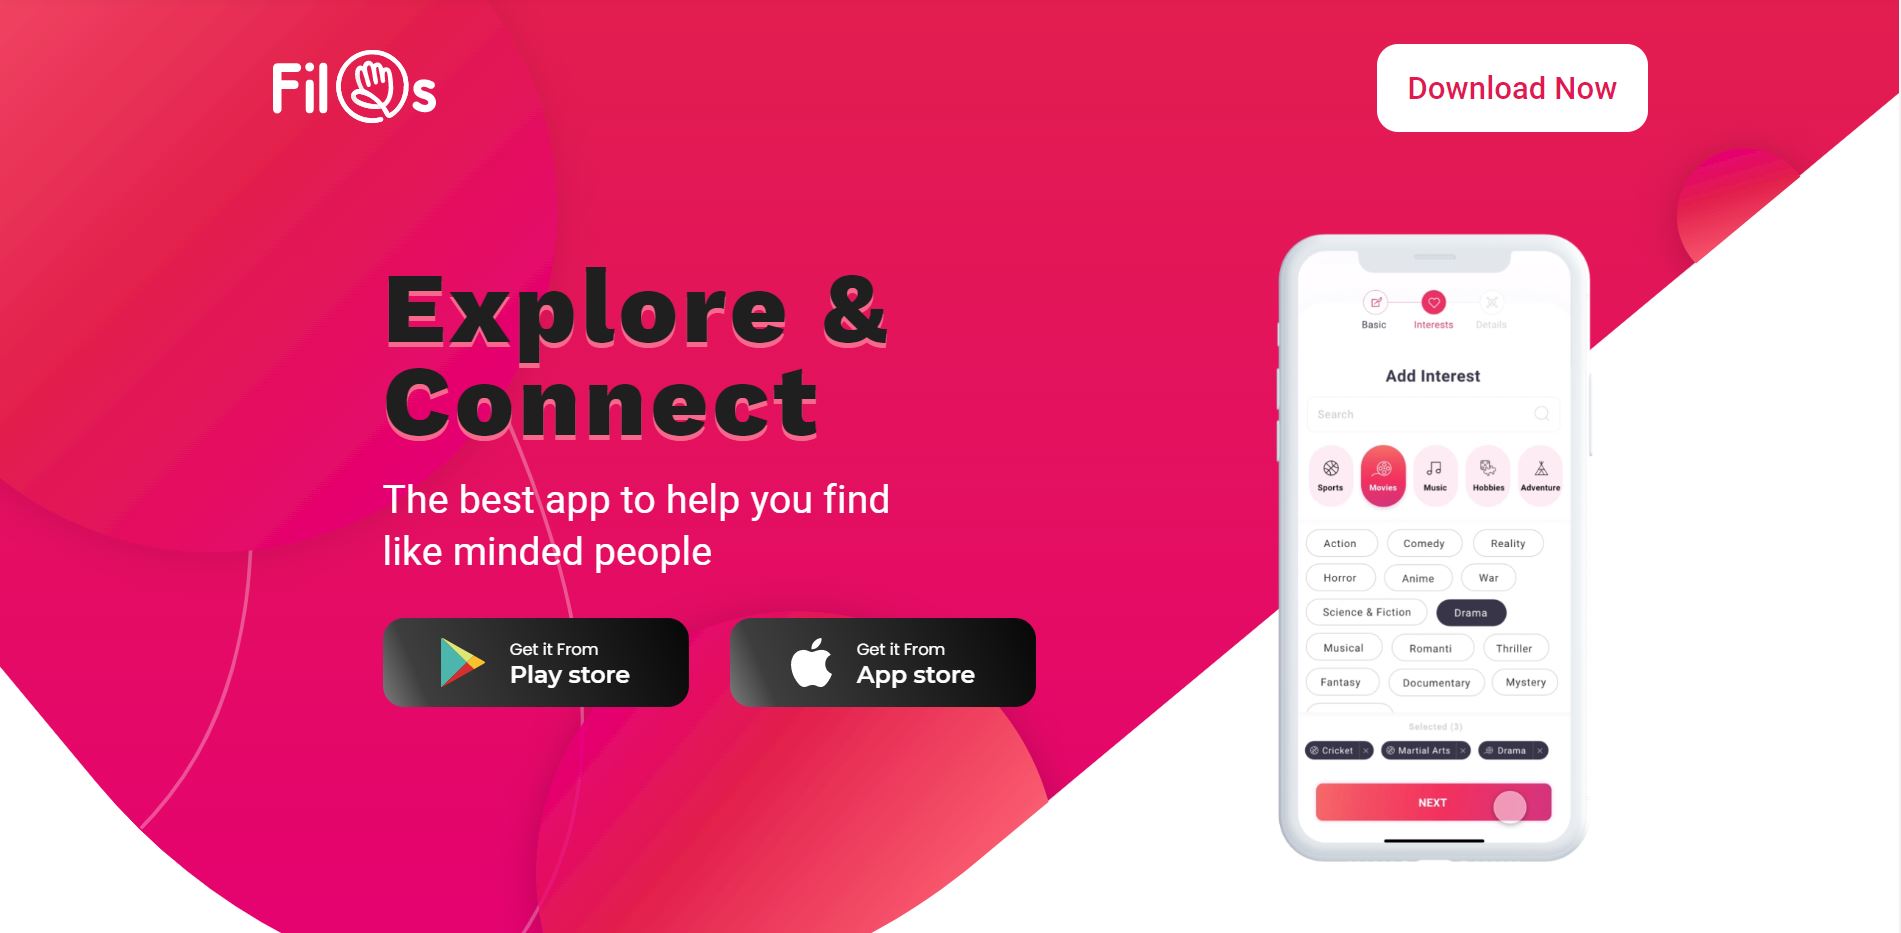 Filos
Download Now
Explore &
Connect
The best app to help you find
like minded people
Get it From
Play store
Get it From
App store
Basic Interests Details
Add Interest
Search
Sports Movies Music Hobbies Adventure
Action Comedy Reality
Horror Anime War
Science & Fiction Drama
Musical Romanti Thriller
Fantasy Documentary Mystery
Selected (3)
Cricket × Martial Arts × Drama ×
NEXT